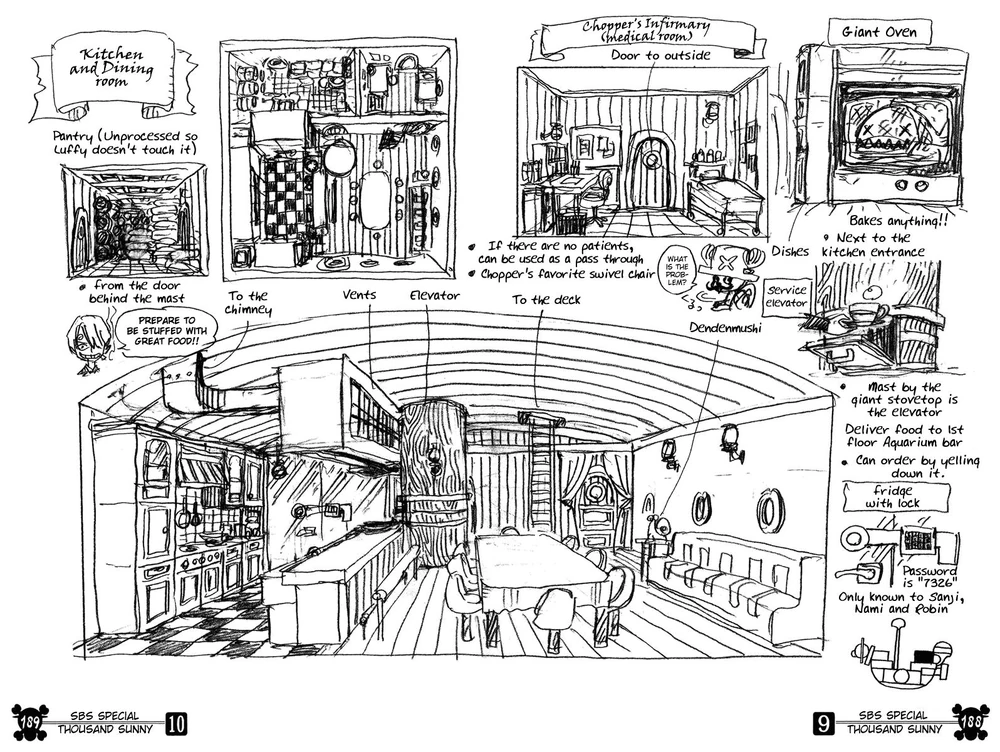 Kitchen
and Dining
room
Pantry (Unprocessed so
Luffy doesn't touch it)
• From the door
behind the mast
PREPARE TO
BE STUFFED WITH
GREAT FOOD!!
Chopper's Infirmary
(medical room)
Door to outside
• If there are no patients,
can be used as a pass through
• Chopper's favorite swivel chair
WHAT
IS THE
PROB-
LEM?
Giant Oven
Bakes anything!!
Dishes
• Next to the
kitchen entrance
Service
elevator
• Mast by the
giant stovetop is
the elevator
Deliver food to 1st
floor Aquarium bar
• Can order by yelling
down it.
fridge
with lock
Password
is "7326"
Only known to Sanji,
Nami and Robin
To the
chimney
Vents
Elevator
To the deck
Dendenmushi
189
SBS SPECIAL
THOUSAND SUNNY
10
9
SBS SPECIAL
THOUSAND SUNNY
188